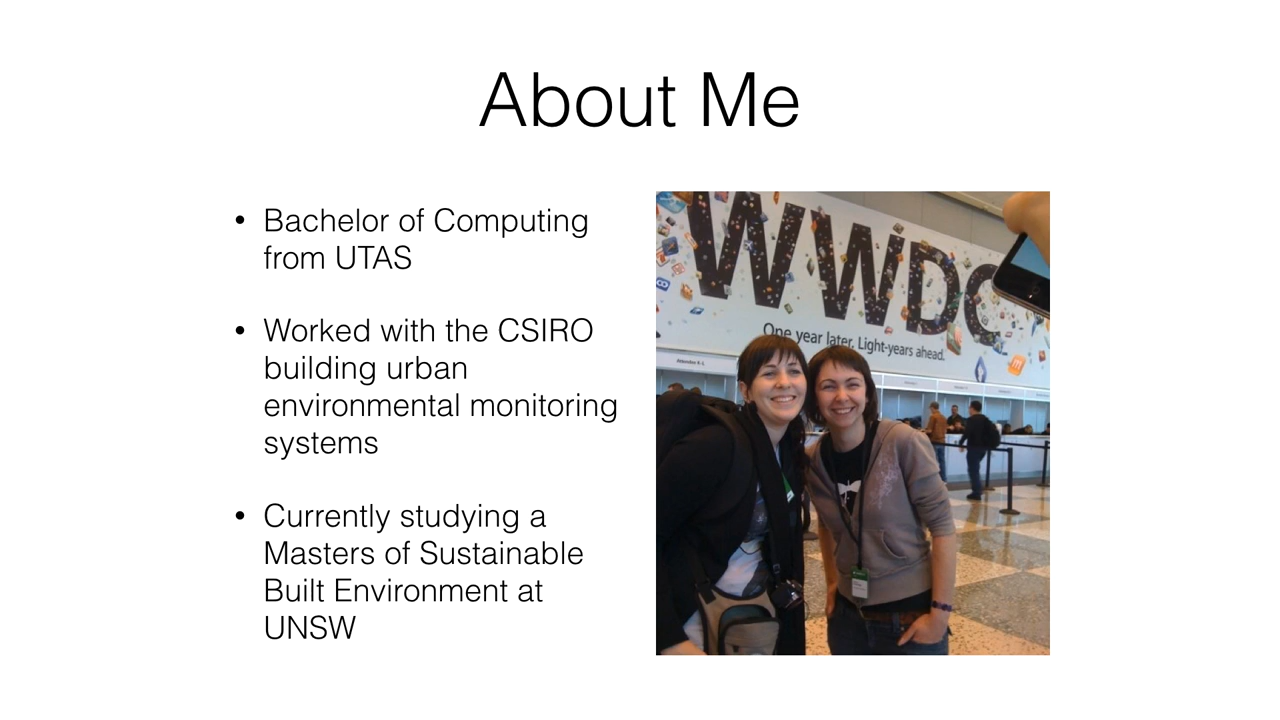 About Me
• Bachelor of Computing
from UTAS
• Worked with the CSIRO
building urban
environmental monitoring
systems
• Currently studying a
Masters of Sustainable
Built Environment at
UNSW
WWDC
One year later. Light-years ahead.